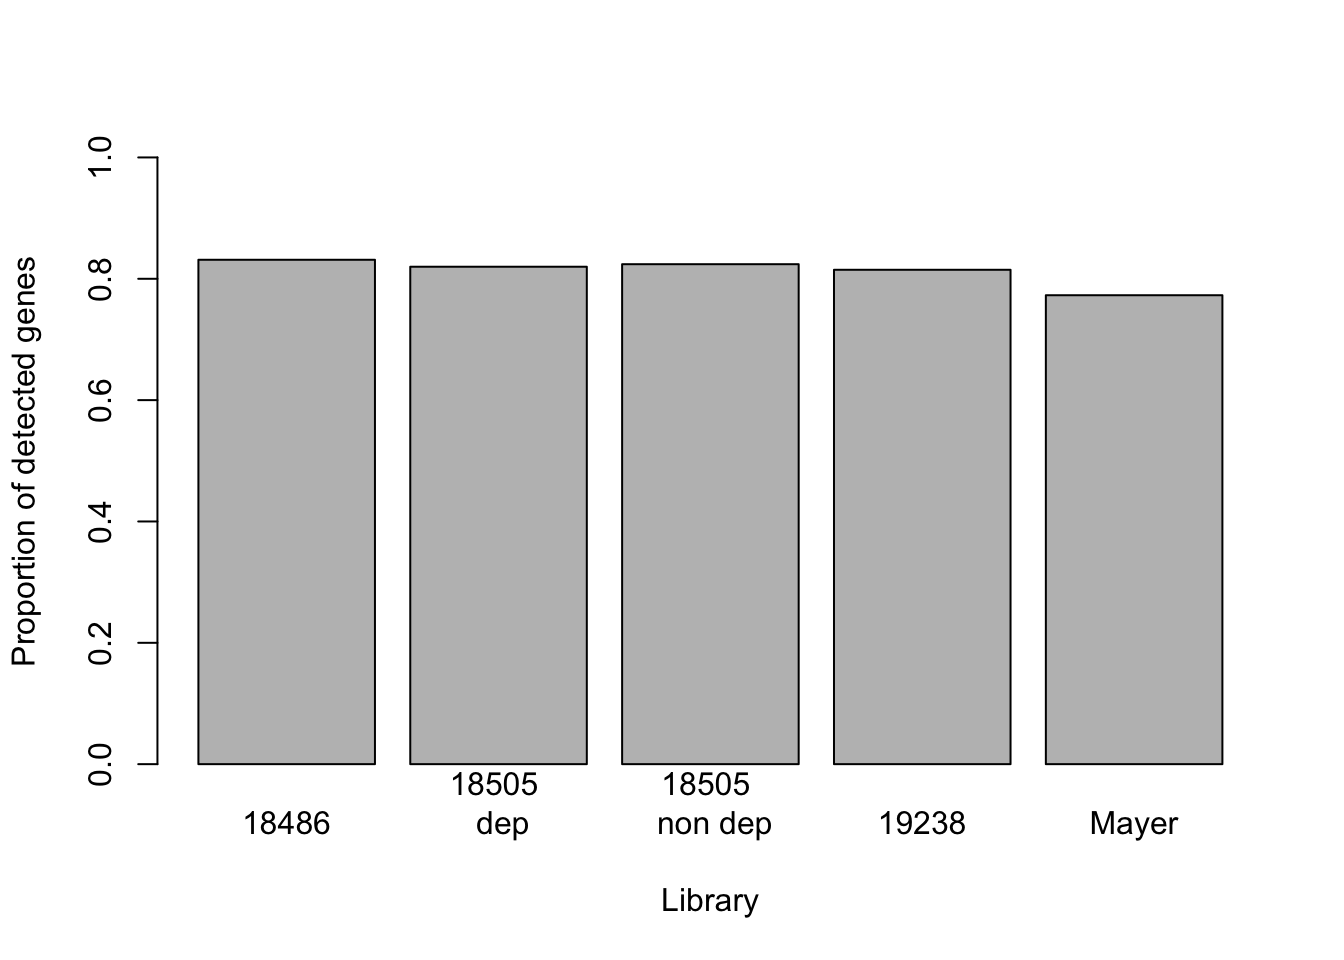 Proportion of detected genes
1.0
0.8
0.6
0.4
0.2
0.0
18486
18505
dep
18505
non dep
19238
Mayer
Library